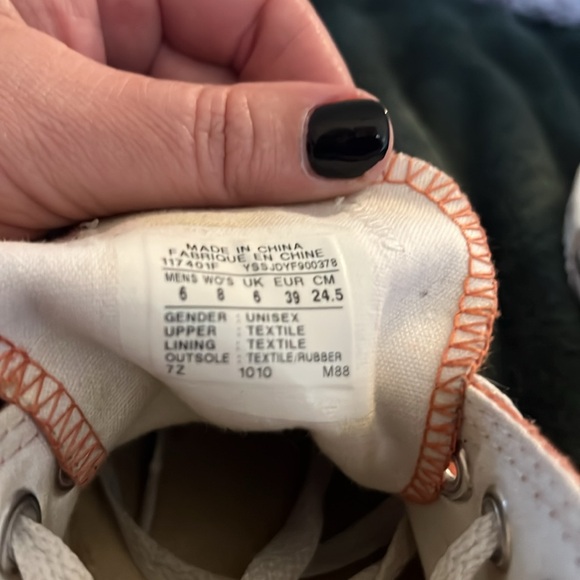 MADE IN CHINA
FABRIQUE EN CHINE
117401F YSSJDYF900378
MENS WO'S UK EUR CM
6 8 6 39 24.5
GENDER : UNISEX
UPPER : TEXTILE
LINING : TEXTILE
OUTSOLE : TEXTILE/RUBBER
7Z 1010 M88